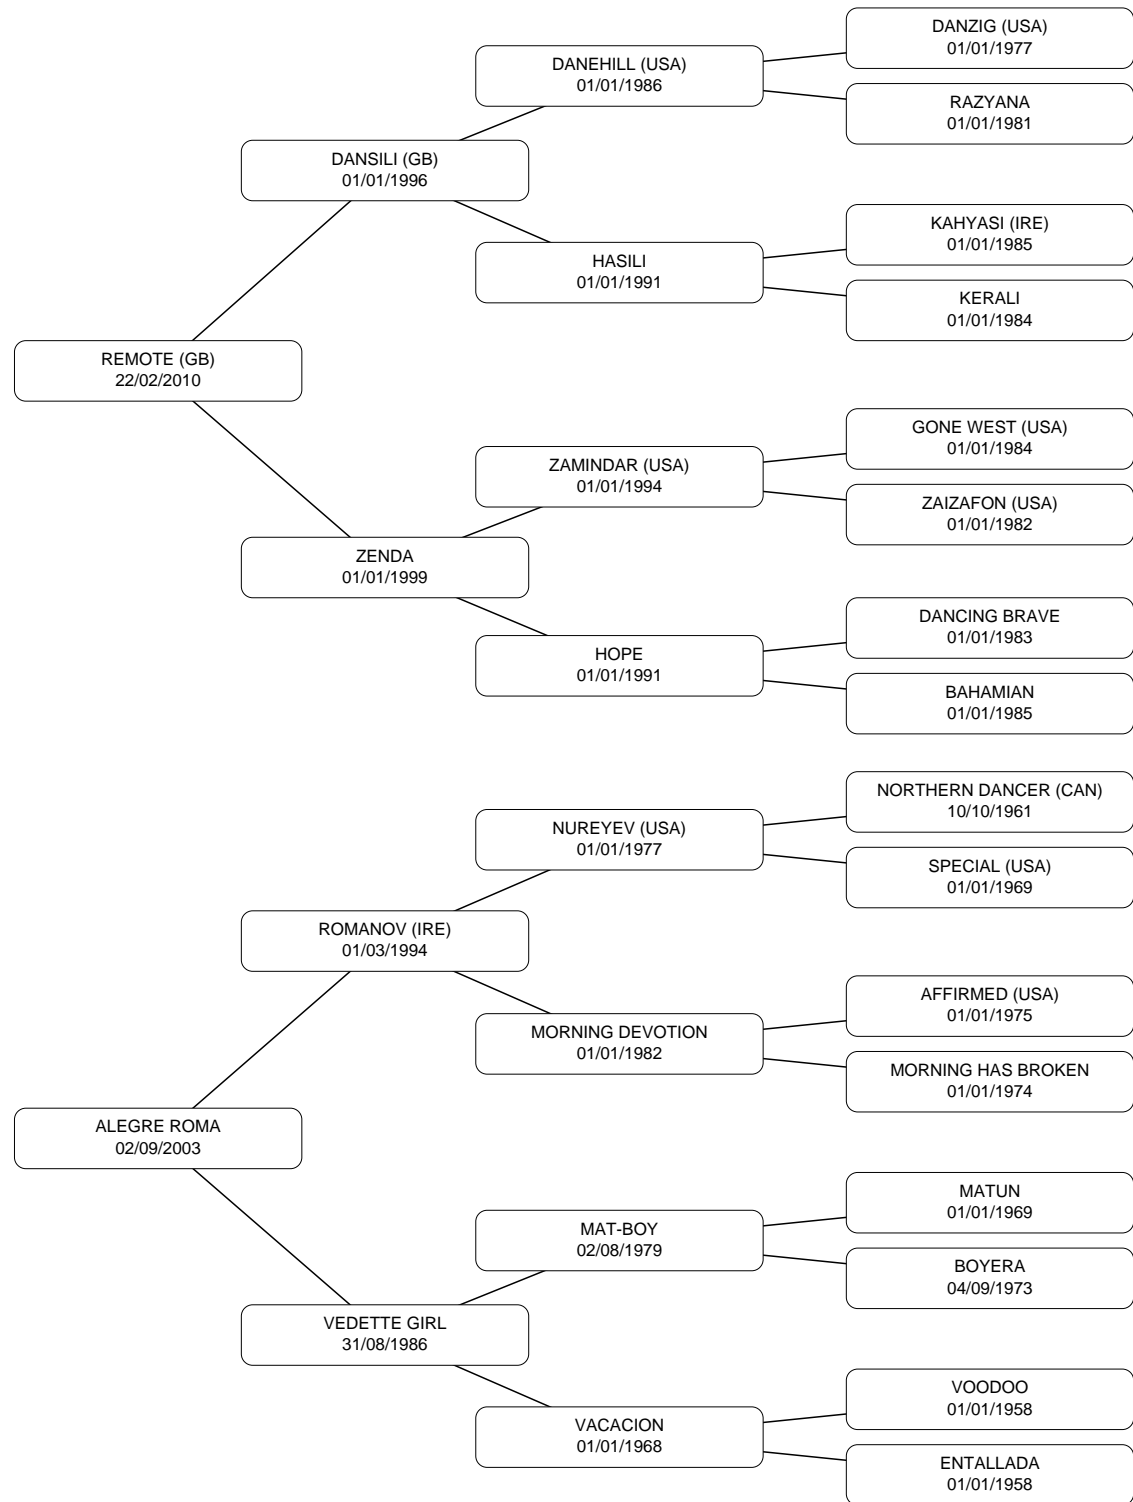 DANZIG (USA)
01/01/1977
DANEHILL (USA)
01/01/1986
RAZYANA
01/01/1981
DANSILI (GB)
01/01/1996
KAHYASI (IRE)
01/01/1985
HASILI
01/01/1991
KERALI
01/01/1984
REMOTE (GB)
22/02/2010
GONE WEST (USA)
01/01/1984
ZAMINDAR (USA)
01/01/1994
ZAIZAFON (USA)
01/01/1982
ZENDA
01/01/1999
DANCING BRAVE
01/01/1983
HOPE
01/01/1991
BAHAMIAN
01/01/1985
NORTHERN DANCER (CAN)
10/10/1961
NUREYEV (USA)
01/01/1977
SPECIAL (USA)
01/01/1969
ROMANOV (IRE)
01/03/1994
AFFIRMED (USA)
01/01/1975
MORNING DEVOTION
01/01/1982
MORNING HAS BROKEN
01/01/1974
ALEGRE ROMA
02/09/2003
MATUN
01/01/1969
MAT-BOY
02/08/1979
BOYERA
04/09/1973
VEDETTE GIRL
31/08/1986
VOODOO
01/01/1958
VACACION
01/01/1968
ENTALLADA
01/01/1958